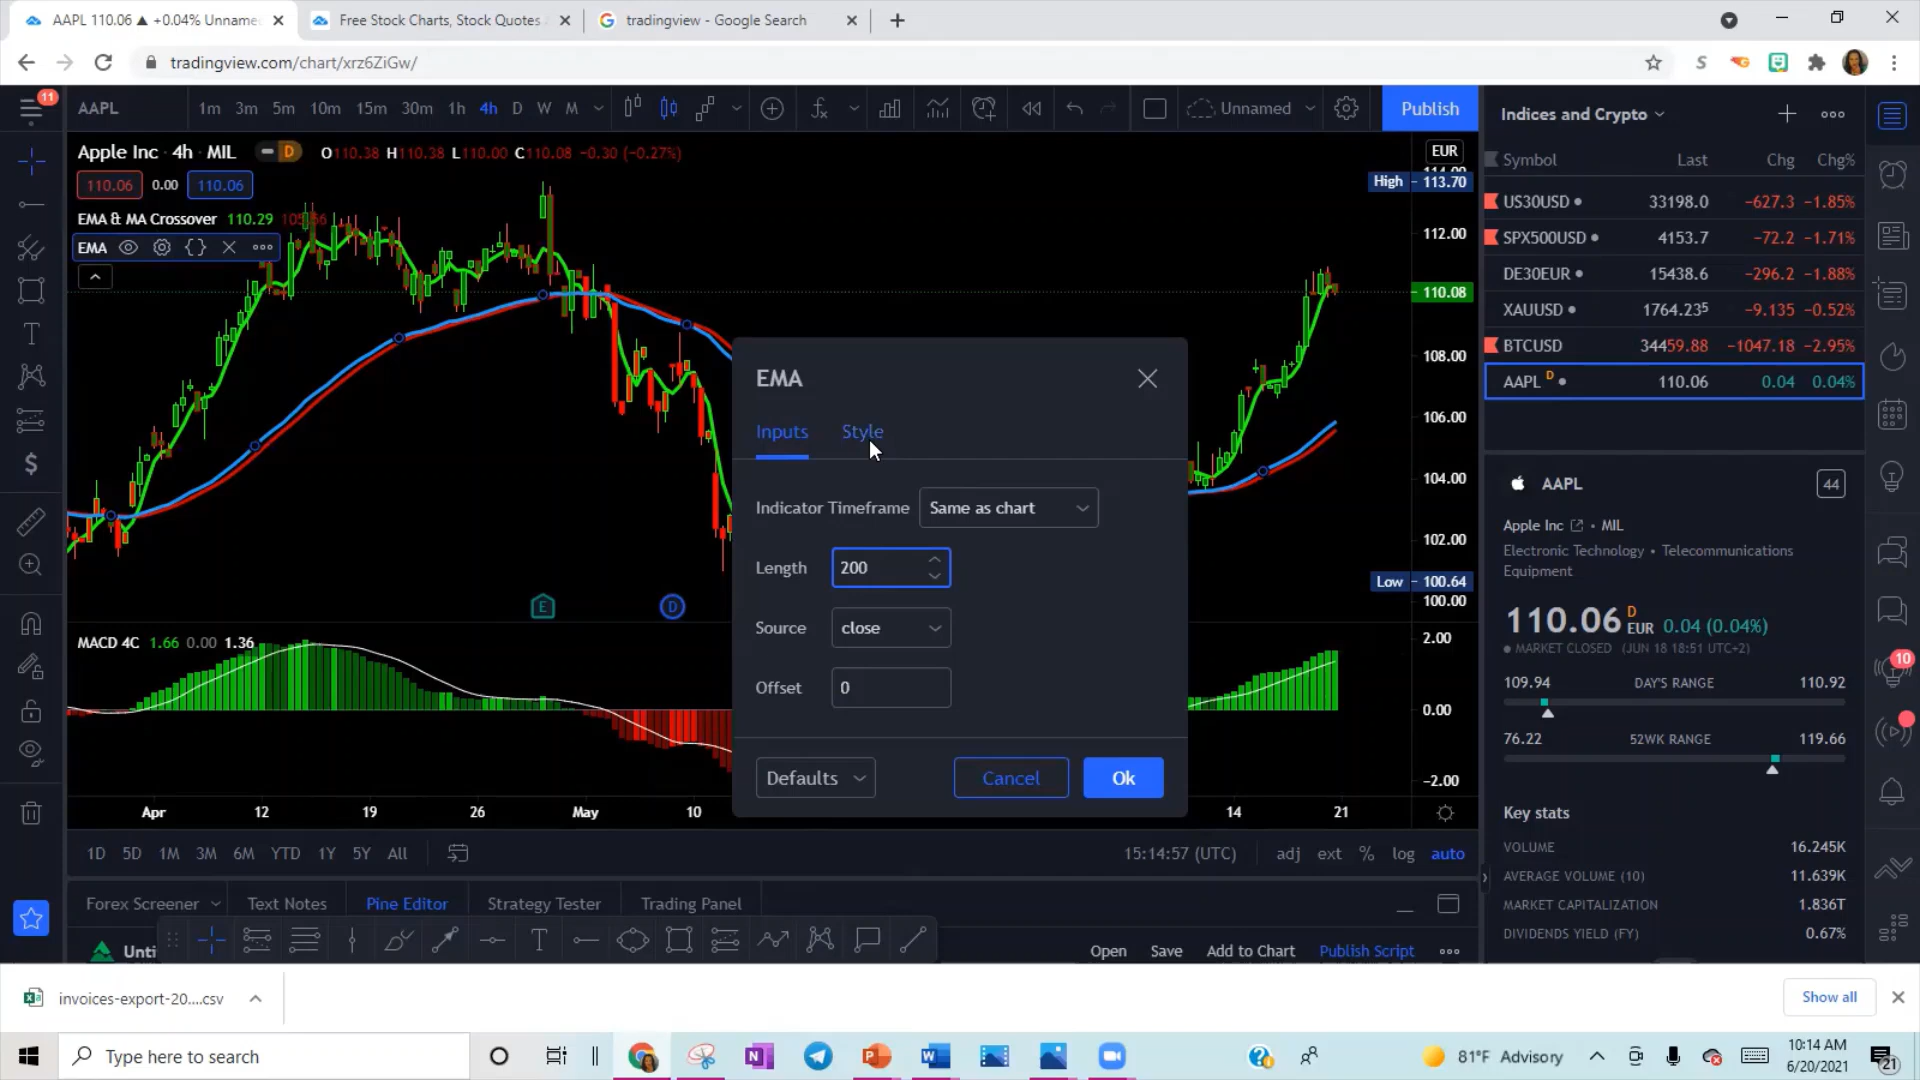 AAPL 110.06 ▲ +0.04% Unname
Free Stock Charts, Stock Quotes
tradingview - Google Search
tradingview.com/chart/xrz6ZiGw/
11
AAPL
1m 3m 5m 10m 15m 30m 1h 4h D W M
Unnamed
Publish
Indices and Crypto
Apple Inc · 4h · MIL
D
O110.38 H110.38 L110.00 C110.08 −0.30 (−0.27%)
EUR
110.06 0.00 110.06
EMA & MA Crossover 110.29
EMA
High 113.70
112.00
110.08
108.00
106.00
104.00
102.00
Low 100.64
100.00
Symbol Last Chg Chg%
US30USD 33198.0 −627.3 −1.85%
SPX500USD 4153.7 −72.2 −1.71%
DE30EUR 15438.6 −296.2 −1.88%
XAUUSD 1764.235 −9.135 −0.52%
BTCUSD 34459.88 −1047.18 −2.95%
AAPL D 110.06 0.04 0.04%
EMA
Inputs Style
Indicator Timeframe Same as chart
Length 200
Source close
Offset 0
Defaults Cancel Ok
E D
MACD 4C 1.66 0.00 1.36
2.00
0.00
−2.00
Apr 12 19 26 May 10 14 21
AAPL 44
Apple Inc • MIL
Electronic Technology • Telecommunications
Equipment
110.06 D EUR 0.04 (0.04%)
MARKET CLOSED (JUN 18 18:51 UTC+2)
109.94 DAY'S RANGE 110.92
76.22 52WK RANGE 119.66
Key stats
VOLUME 16.245K
AVERAGE VOLUME (10) 11.639K
MARKET CAPITALIZATION 1.836T
DIVIDENDS YIELD (FY) 0.67%
10
1D 5D 1M 3M 6M YTD 1Y 5Y All
15:14:57 (UTC) adj ext % log auto
Forex Screener Text Notes Pine Editor Strategy Tester Trading Panel
Unti
Open Save Add to Chart Publish Script
invoices-export-20....csv
Show all
Type here to search
81°F Advisory
10:14 AM
6/20/2021
21